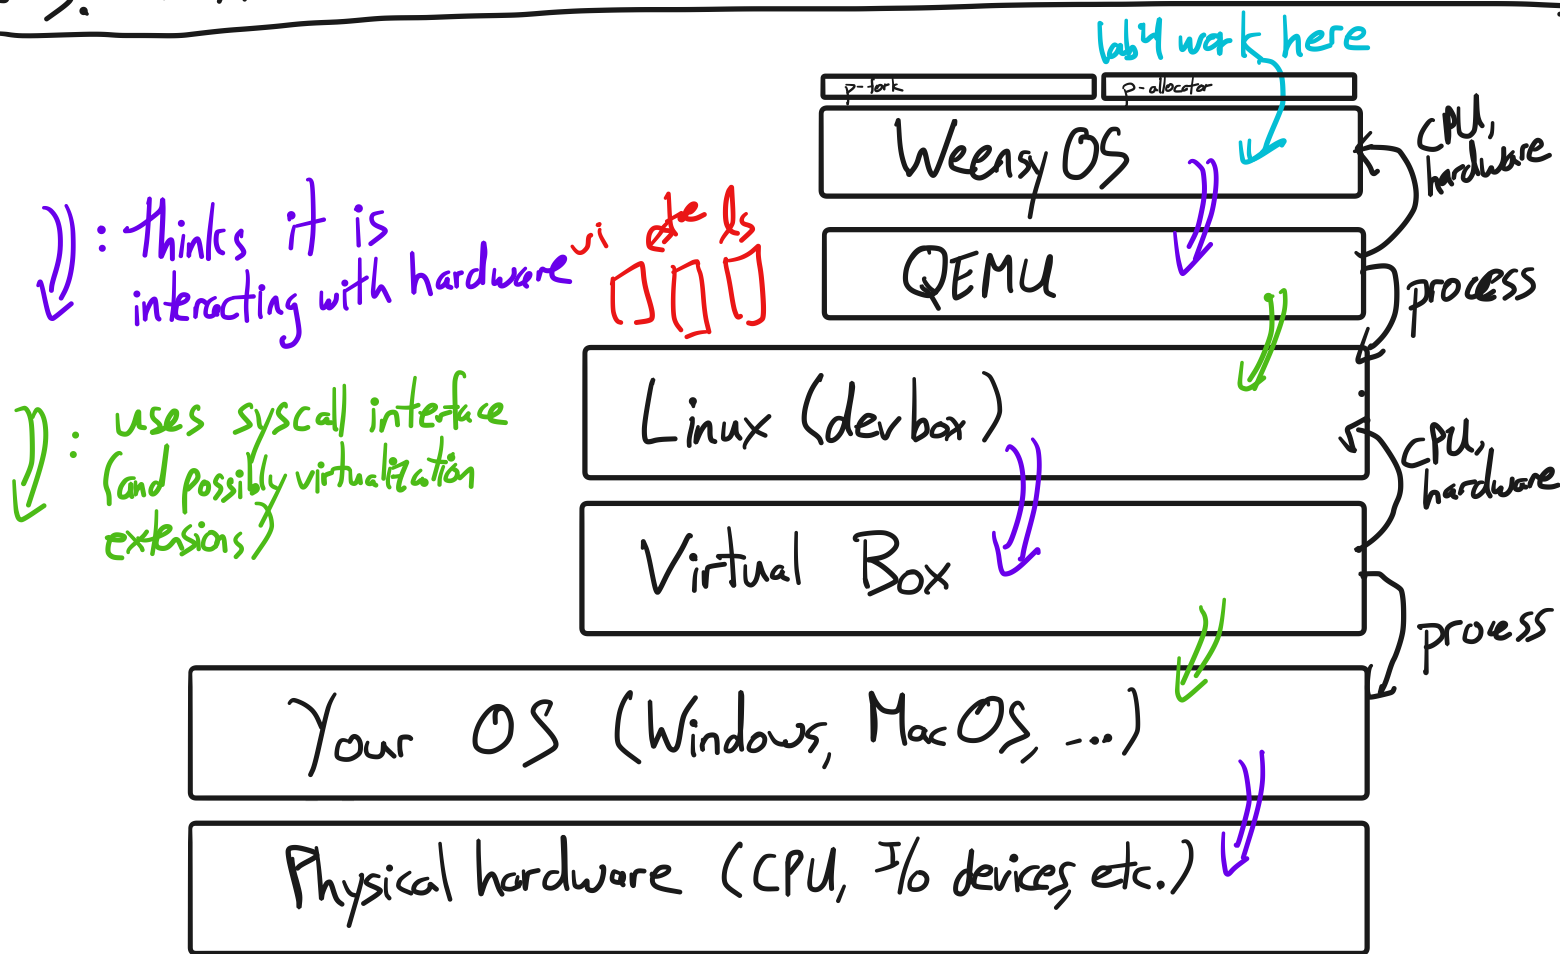 lab4 work here
p-fork
p-allocator
WeensyOS
CPU,
hardware
: thinks it is
interacting with hardware
vi
ls
QEMU
process
: uses syscall interface
(and possibly virtualization
extensions)
Linux (devbox)
CPU,
hardware
Virtual Box
process
Your OS (Windows, MacOS, ...)
Physical hardware (CPU, I/O devices, etc.)